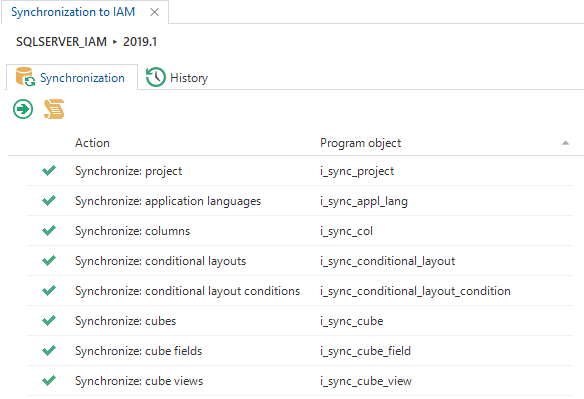 Synchronization to IAM
SQLSERVER_IAM ▸ 2019.1
Synchronization History
Action Program object
Synchronize: project i_sync_project
Synchronize: application languages i_sync_appl_lang
Synchronize: columns i_sync_col
Synchronize: conditional layouts i_sync_conditional_layout
Synchronize: conditional layout conditions i_sync_conditional_layout_condition
Synchronize: cubes i_sync_cube
Synchronize: cube fields i_sync_cube_field
Synchronize: cube views i_sync_cube_view